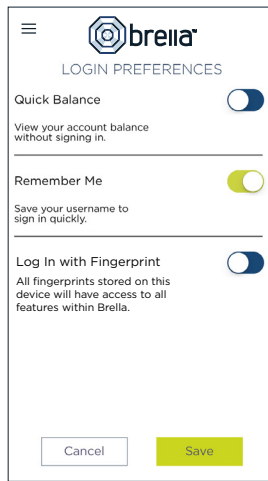 brella™
LOGIN PREFERENCES
Quick Balance
View your account balance
without signing in.
Remember Me
Save your username to
sign in quickly.
Log In with Fingerprint
All fingerprints stored on this
device will have access to all
features within Brella.
Cancel
Save